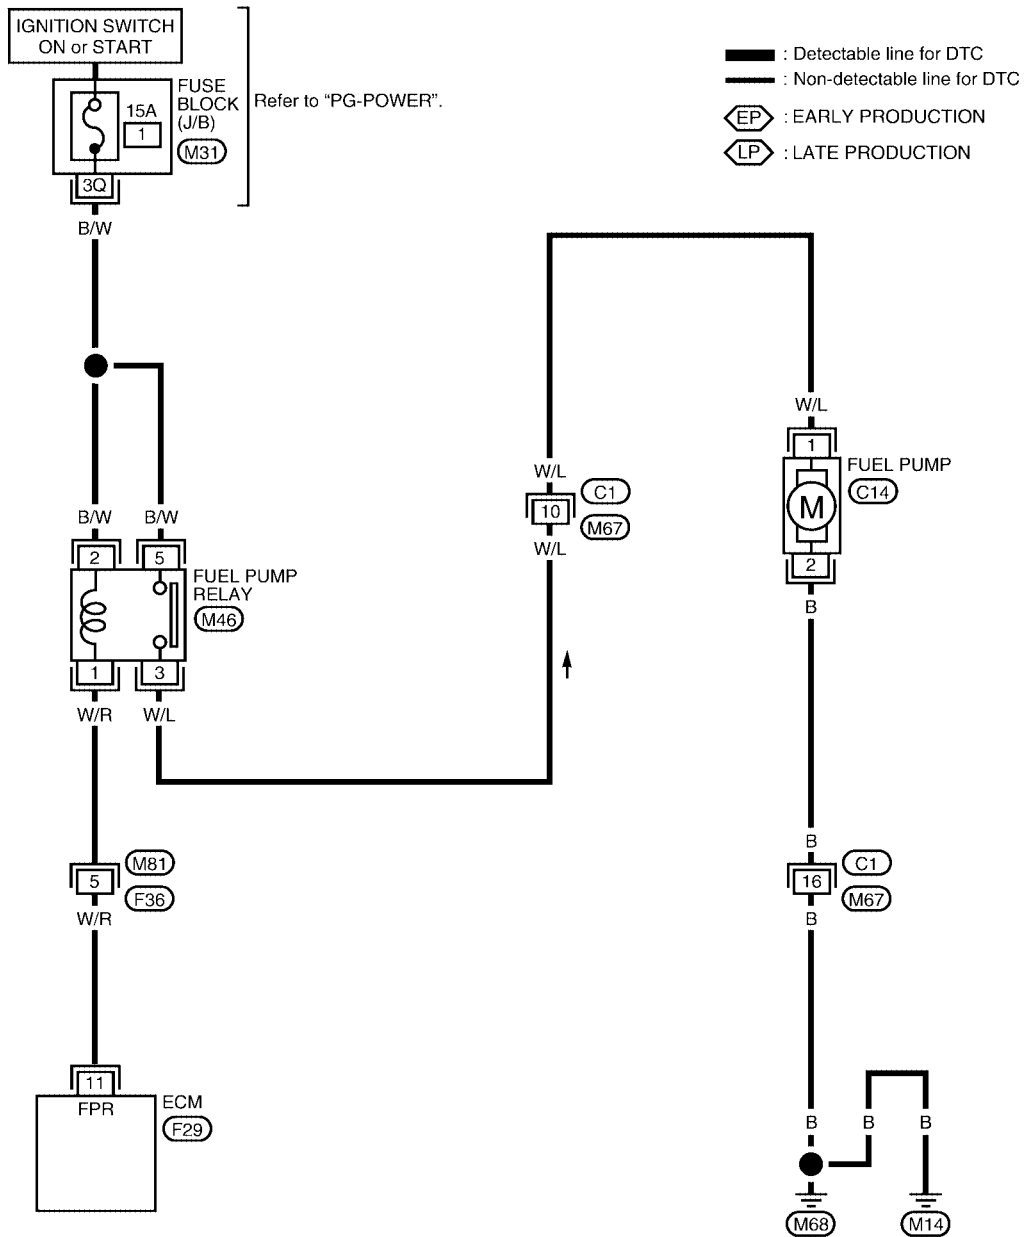 IGNITION SWITCH
ON or START
FUSE
BLOCK
(J/B)
M31
15A
1
3Q
Refer to “PG-POWER”.
: Detectable line for DTC
: Non-detectable line for DTC
EP : EARLY PRODUCTION
LP : LATE PRODUCTION
B/W
W/L
1
FUEL PUMP
C14
M
2
B
W/L
10
C1
M67
W/L
B/W B/W
2 5
FUEL PUMP
RELAY
M46
1 3
W/R W/L
M81
5
F36
W/R
B
16
C1
M67
B
11
FPR
ECM
F29
B B B
M68 M14